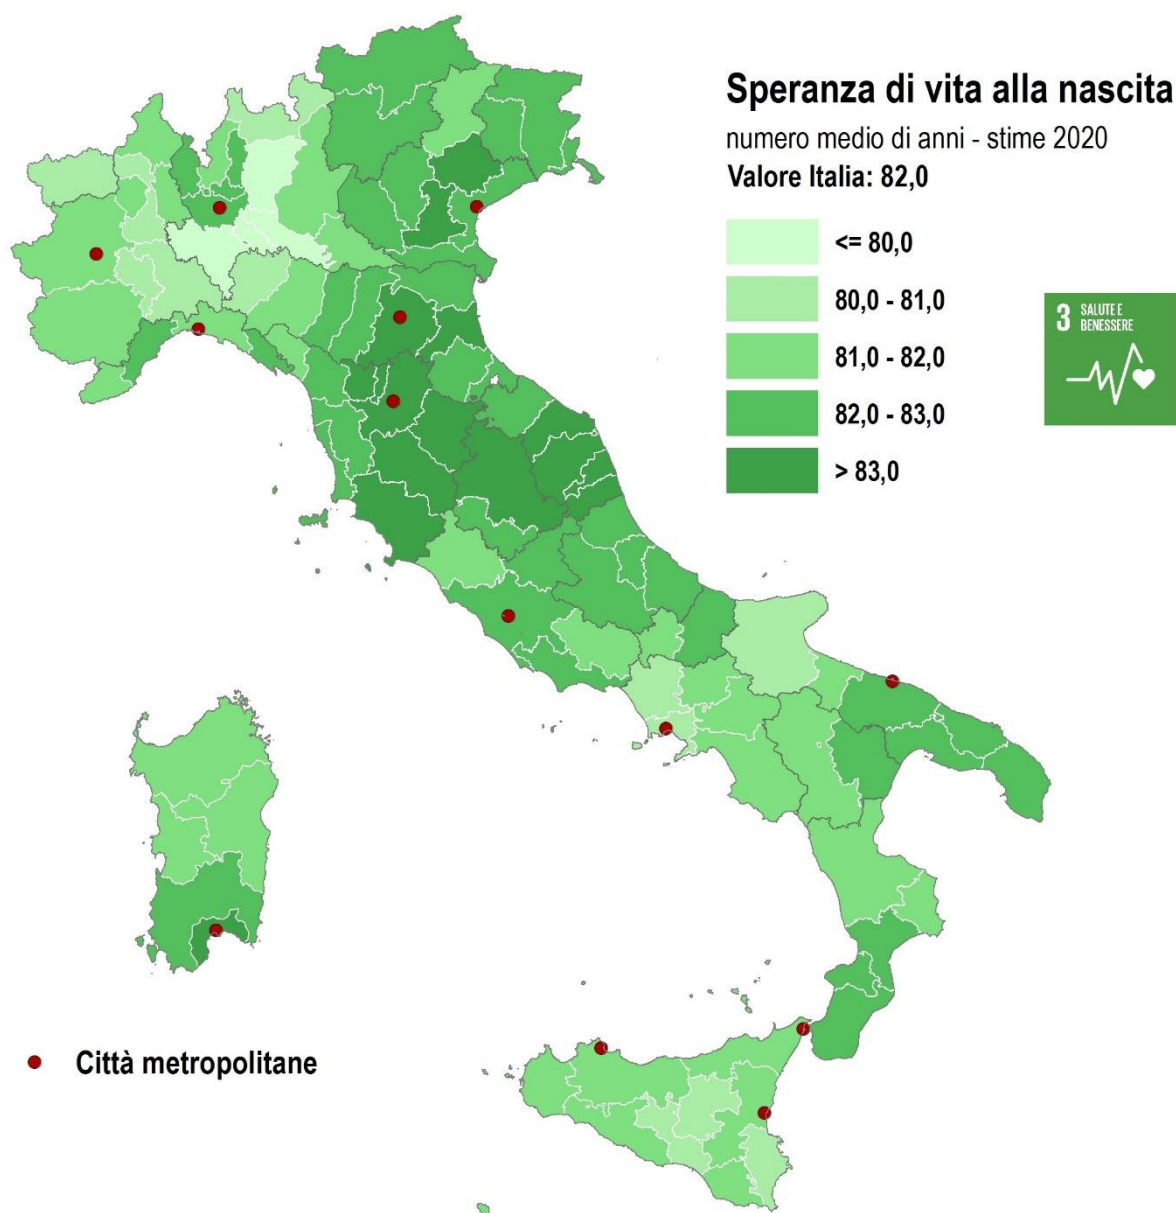 Speranza di vita alla nascita
numero medio di anni - stime 2020
Valore Italia: 82,0
<= 80,0
80,0 - 81,0
81,0 - 82,0
82,0 - 83,0
> 83,0
3 SALUTE E
BENESSERE
Città metropolitane